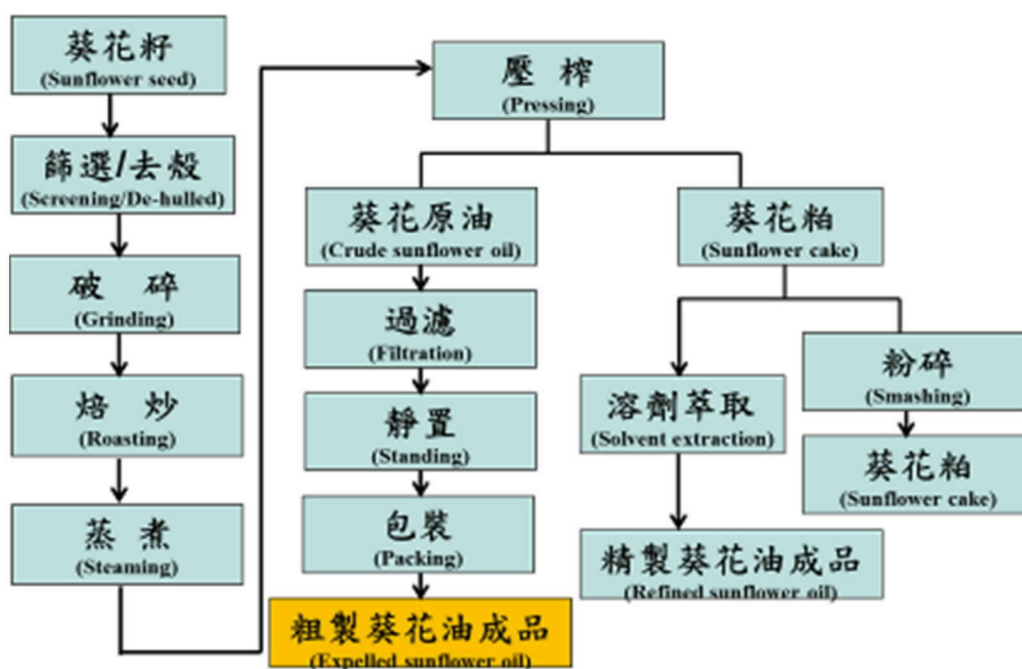 葵花籽
(Sunflower seed)
篩選/去殼
(Screening/De-hulled)
破 碎
(Grinding)
焙 炒
(Roasting)
蒸 煮
(Steaming)
壓 榨
(Pressing)
葵花原油
(Crude sunflower oil)
過濾
(Filtration)
靜置
(Standing)
包裝
(Packing)
粗製葵花油成品
(Expelled sunflower oil)
葵花粕
(Sunflower cake)
溶劑萃取
(Solvent extraction)
精製葵花油成品
(Refined sunflower oil)
粉碎
(Smashing)
葵花粕
(Sunflower cake)